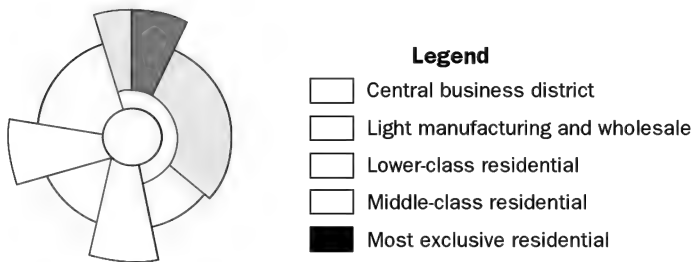 Legend
Central business district
Light manufacturing and wholesale
Lower-class residential
Middle-class residential
Most exclusive residential